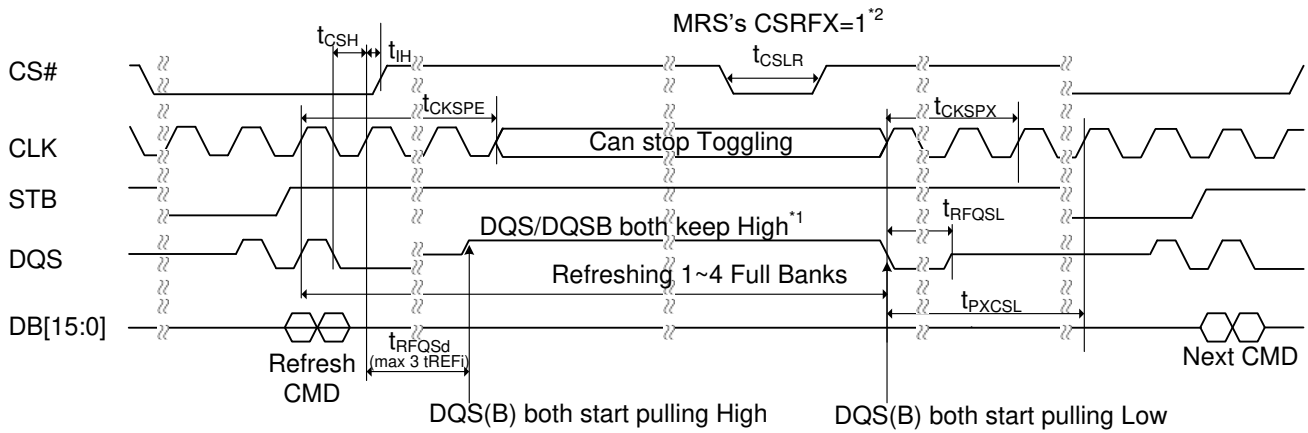 MRS's CSRFX=1*2
tCSH
tIH
tCSLR
CS#
tCKSPE
tCKSPX
CLK
Can stop Toggling
STB
tRFQSL
DQS/DQSB both keep High*1
DQS
Refreshing 1~4 Full Banks
tPXCSL
DB[15:0]
tRFQSd
(max 3 tREFi)
Refresh
CMD
Next CMD
DQS(B) both start pulling High
DQS(B) both start pulling Low